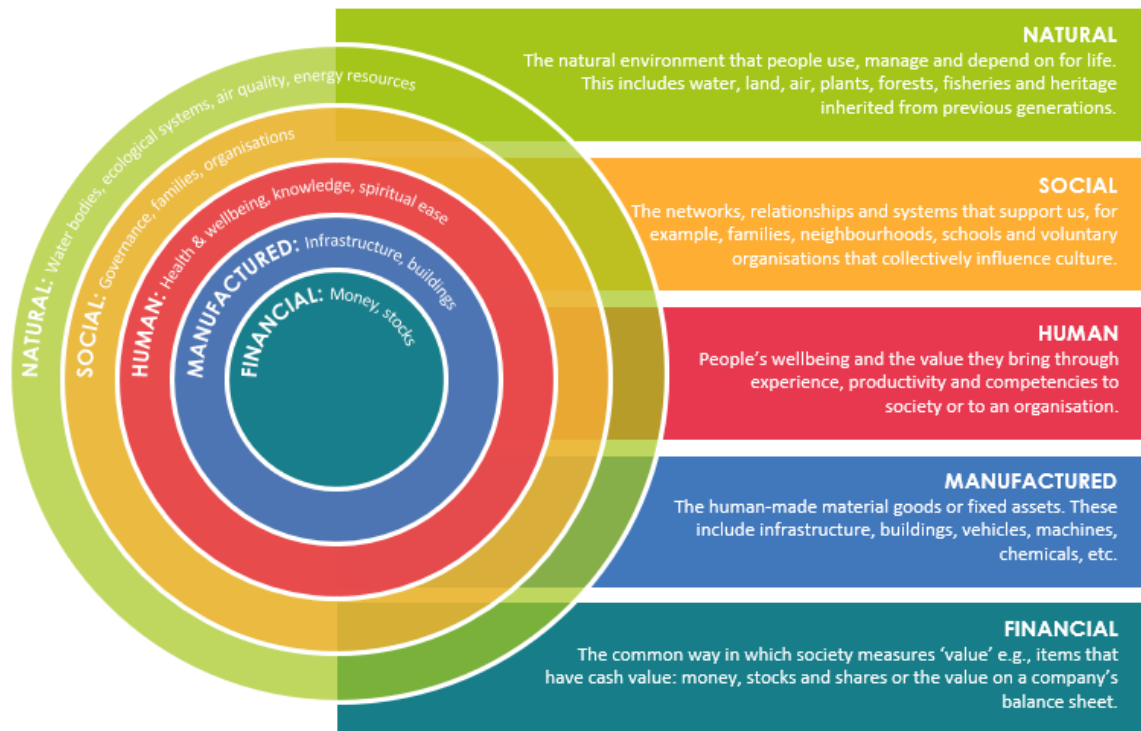 NATURAL: Water bodies, ecological systems, air quality, energy resources
SOCIAL: Governance, families, organisations
HUMAN: Health & wellbeing, knowledge, spiritual ease
MANUFACTURED: Infrastructure, buildings
FINANCIAL: Money, stocks
NATURAL
The natural environment that people use, manage and depend on for life.
This includes water, land, air, plants, forests, fisheries and heritage
inherited from previous generations.
SOCIAL
The networks, relationships and systems that support us, for
example, families, neighbourhoods, schools and voluntary
organisations that collectively influence culture.
HUMAN
People’s wellbeing and the value they bring through
experience, productivity and competencies to
society or to an organisation.
MANUFACTURED
The human-made material goods or fixed assets. These
include infrastructure, buildings, vehicles, machines,
chemicals, etc.
FINANCIAL
The common way in which society measures ‘value’ e.g., items that
have cash value: money, stocks and shares or the value on a company’s
balance sheet.